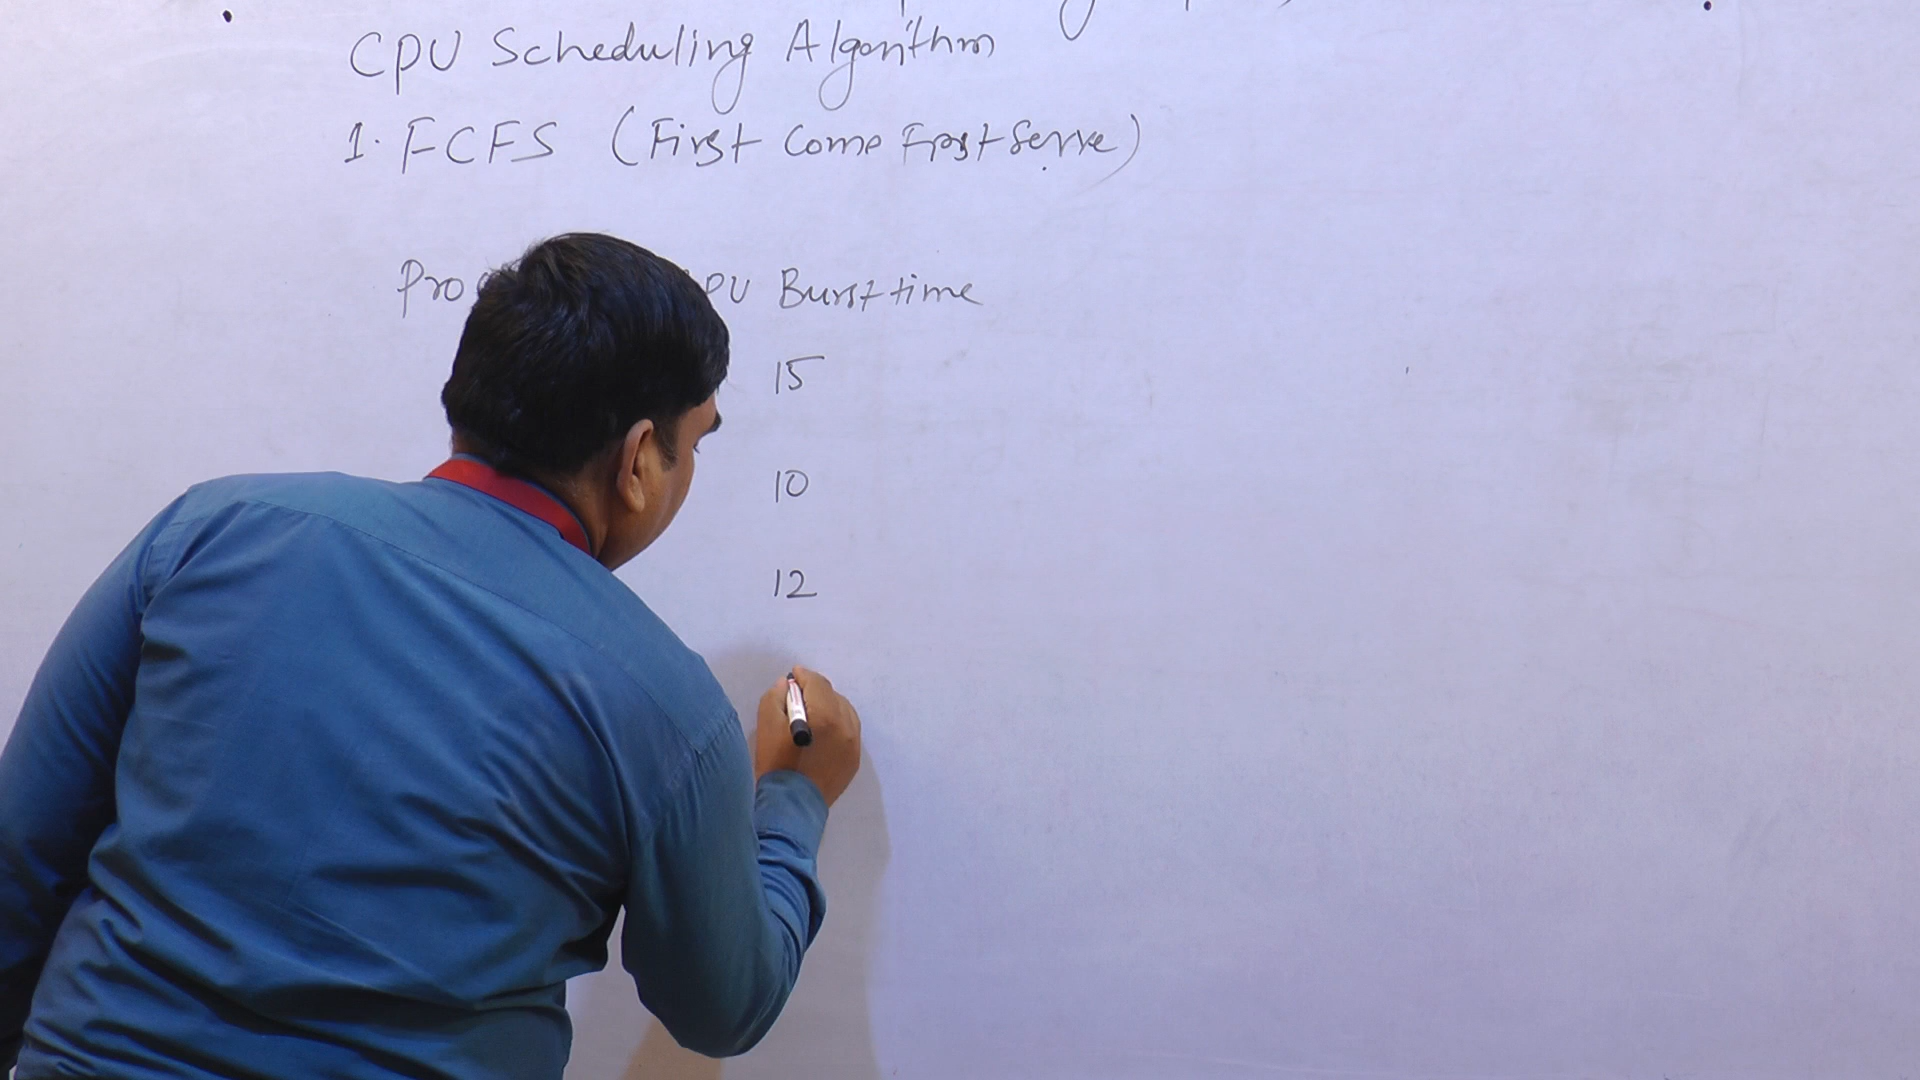 CPU Scheduling Algorithm
1. FCFS (First Come First Serve)
Burst time
15
10
12